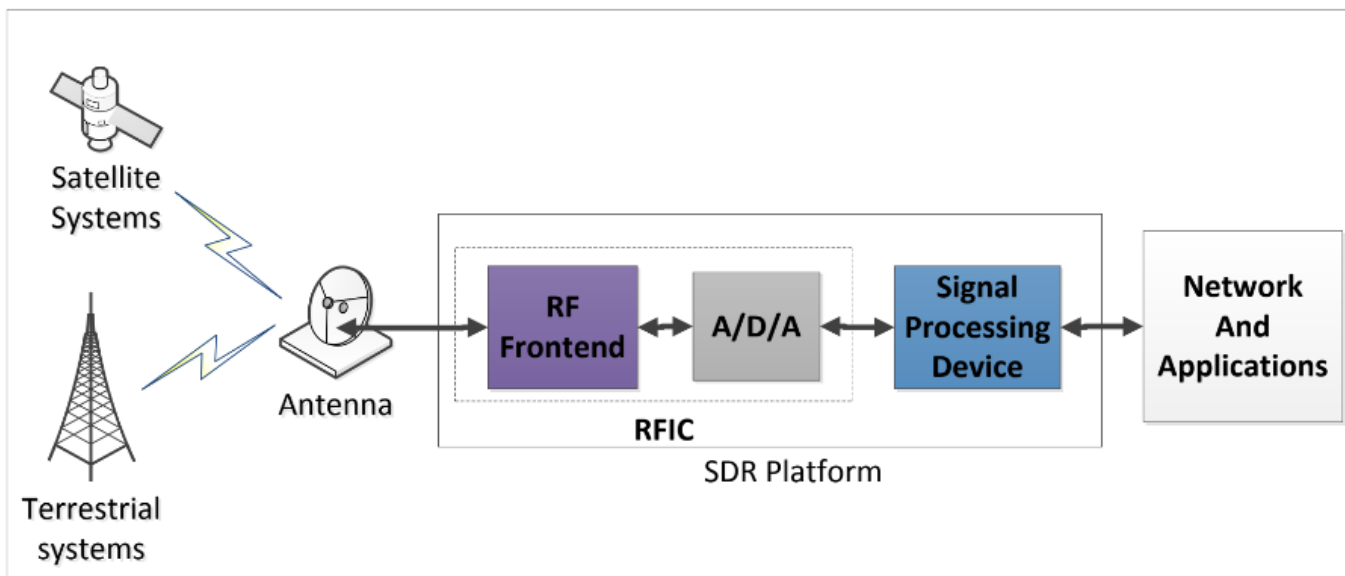 Satellite
Systems
Terrestrial
systems
Antenna
RF
Frontend
A/D/A
RFIC
Signal
Processing
Device
SDR Platform
Network
And
Applications